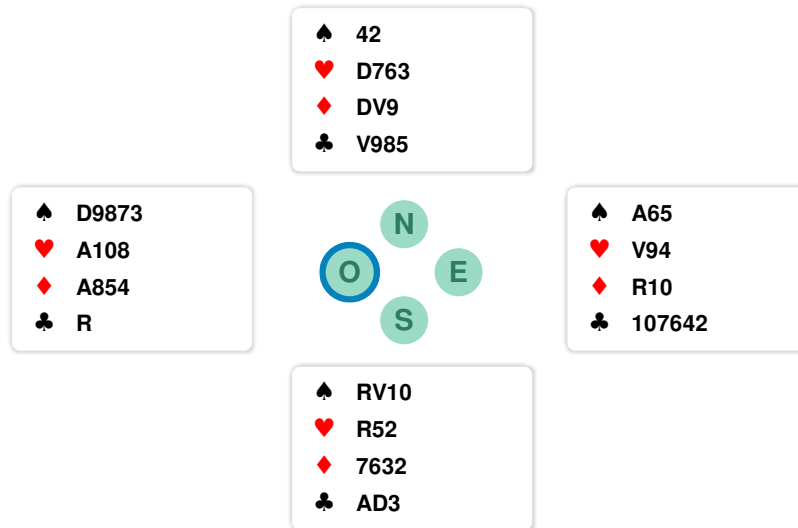 ♠ 42
♥ D763
♦ DV9
♣ V985
♠ D9873
♥ A108
♦ A854
♣ R
N
O E
S
♠ A65
♥ V94
♦ R10
♣ 107642
♠ RV10
♥ R52
♦ 7632
♣ AD3